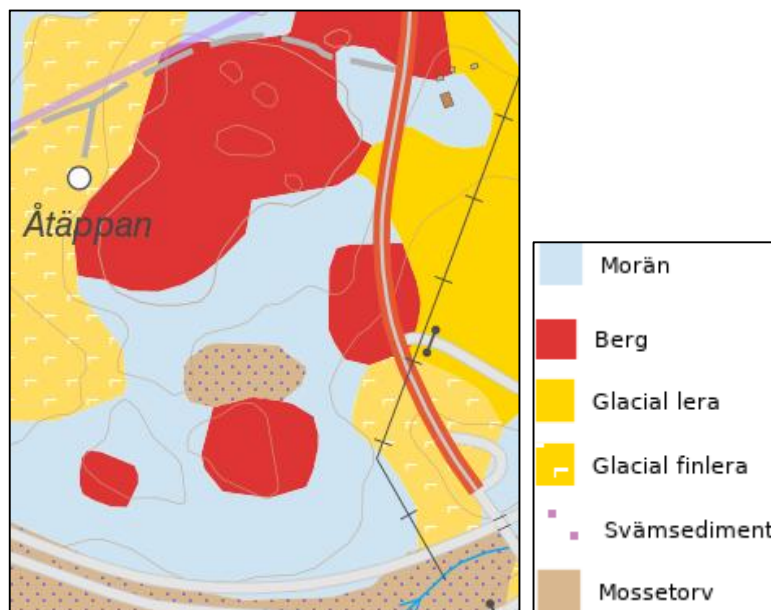 Åtäppan
Morän
Berg
Glacial lera
Glacial finlera
Svämsediment
Mossetorv